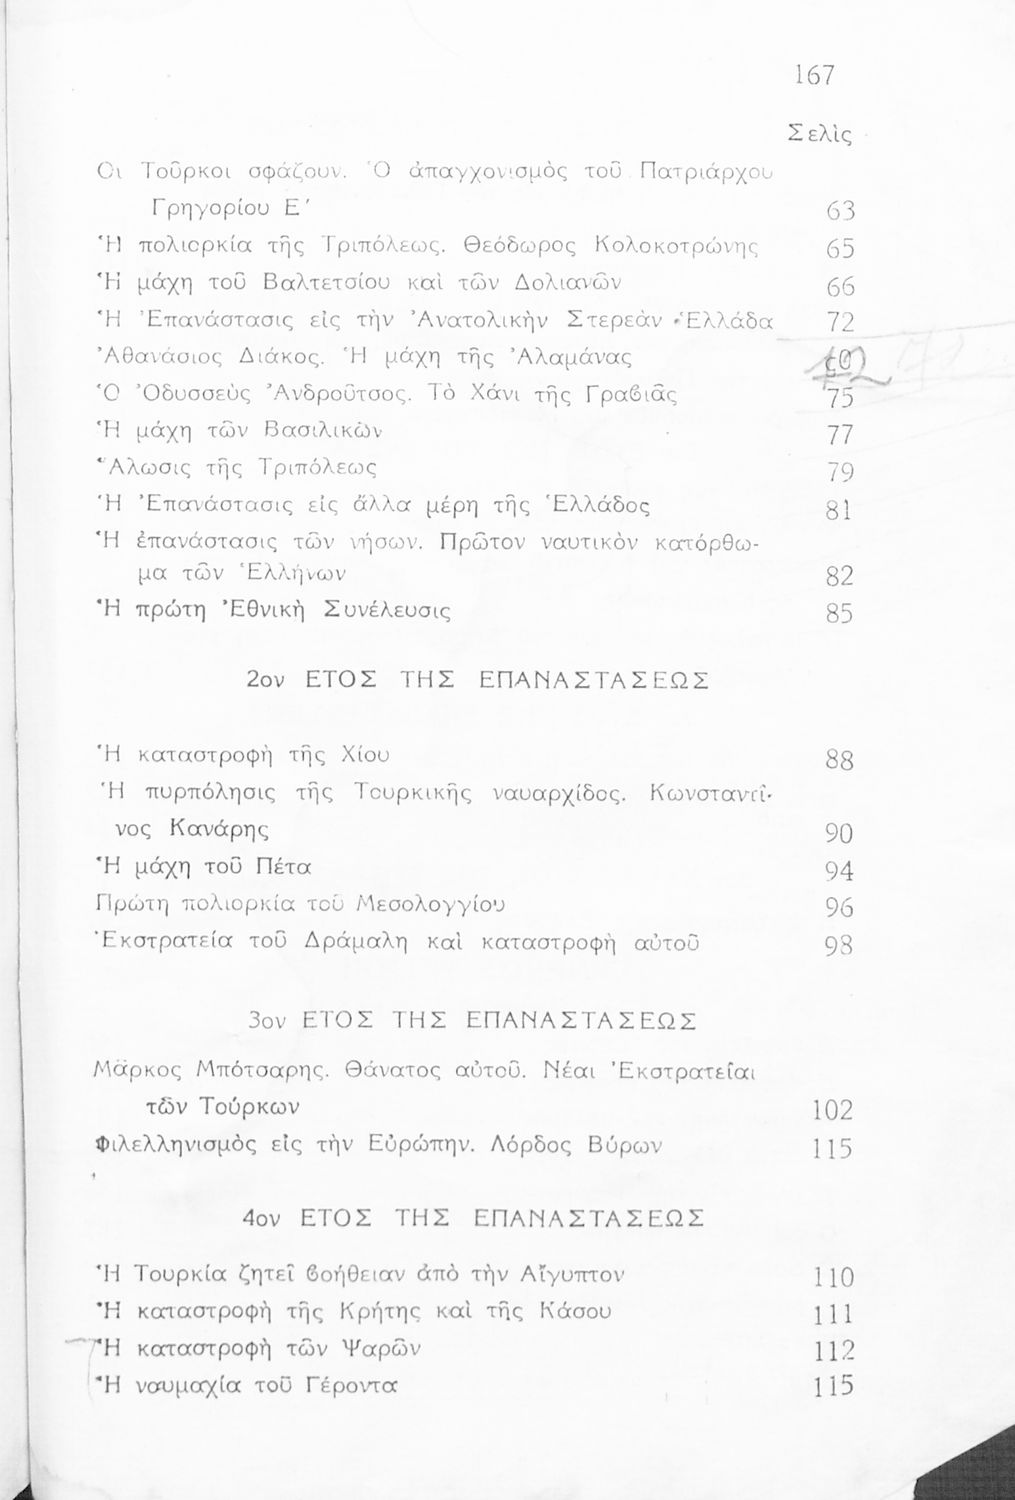 167
Σελὶς
Οι Τοῦρκοι σφάζουν. Ὁ ἀπαγχονισμὸς τοῦ Πατριάρχου
Γρηγορίου Ε΄ 63
Ἡ πολιορκία τῆς Τριπόλεως. Θεόδωρος Κολοκοτρώνης 65
Ἡ μάχη τοῦ Βαλτετσίου καὶ τῶν Δολιανῶν 66
Ἡ Ἐπανάστασις εἰς τὴν Ἀνατολικὴν Στερεὰν Ἑλλάδα 72
Ἀθανάσιος Διάκος. Ἡ μάχη τῆς Ἀλαμάνας
Ὁ Ὀδυσσεὺς Ἀνδροῦτσος. Τὸ Χάνι τῆς Γραβιᾶς 75
Ἡ μάχη τῶν Βασιλικῶν 77
Ἅλωσις τῆς Τριπόλεως 79
Ἡ Ἐπανάστασις εἰς ἄλλα μέρη τῆς Ἑλλάδος 81
Ἡ ἐπανάστασις τῶν νήσων. Πρῶτον ναυτικὸν κατόρθω-
μα τῶν Ἑλλήνων 82
Ἡ πρώτη Ἐθνικὴ Συνέλευσις 85
2ον ΕΤΟΣ ΤΗΣ ΕΠΑΝΑΣΤΑΣΕΩΣ
Ἡ καταστροφὴ τῆς Χίου 88
Ἡ πυρπόλησις τῆς Τουρκικῆς ναυαρχίδος. Κωνσταντῖ-
νος Κανάρης 90
Ἡ μάχη τοῦ Πέτα 94
Πρώτη πολιορκία τοῦ Μεσολογγίου 96
Ἐκστρατεία τοῦ Δράμαλη καὶ καταστροφὴ αὐτοῦ 98
3ον ΕΤΟΣ ΤΗΣ ΕΠΑΝΑΣΤΑΣΕΩΣ
Μᾶρκος Μπότσαρης. Θάνατος αὐτοῦ. Νέαι Ἐκστρατεῖαι
τῶν Τούρκων 102
Φιλελληνισμὸς εἰς τὴν Εὐρώπην. Λόρδος Βύρων 115
4ον ΕΤΟΣ ΤΗΣ ΕΠΑΝΑΣΤΑΣΕΩΣ
Ἡ Τουρκία ζητεῖ βοήθειαν ἀπὸ τὴν Αἴγυπτον 110
Ἡ καταστροφὴ τῆς Κρήτης καὶ τῆς Κάσου 111
Ἡ καταστροφὴ τῶν Ψαρῶν 112
Ἡ ναυμαχία τοῦ Γέροντα 115